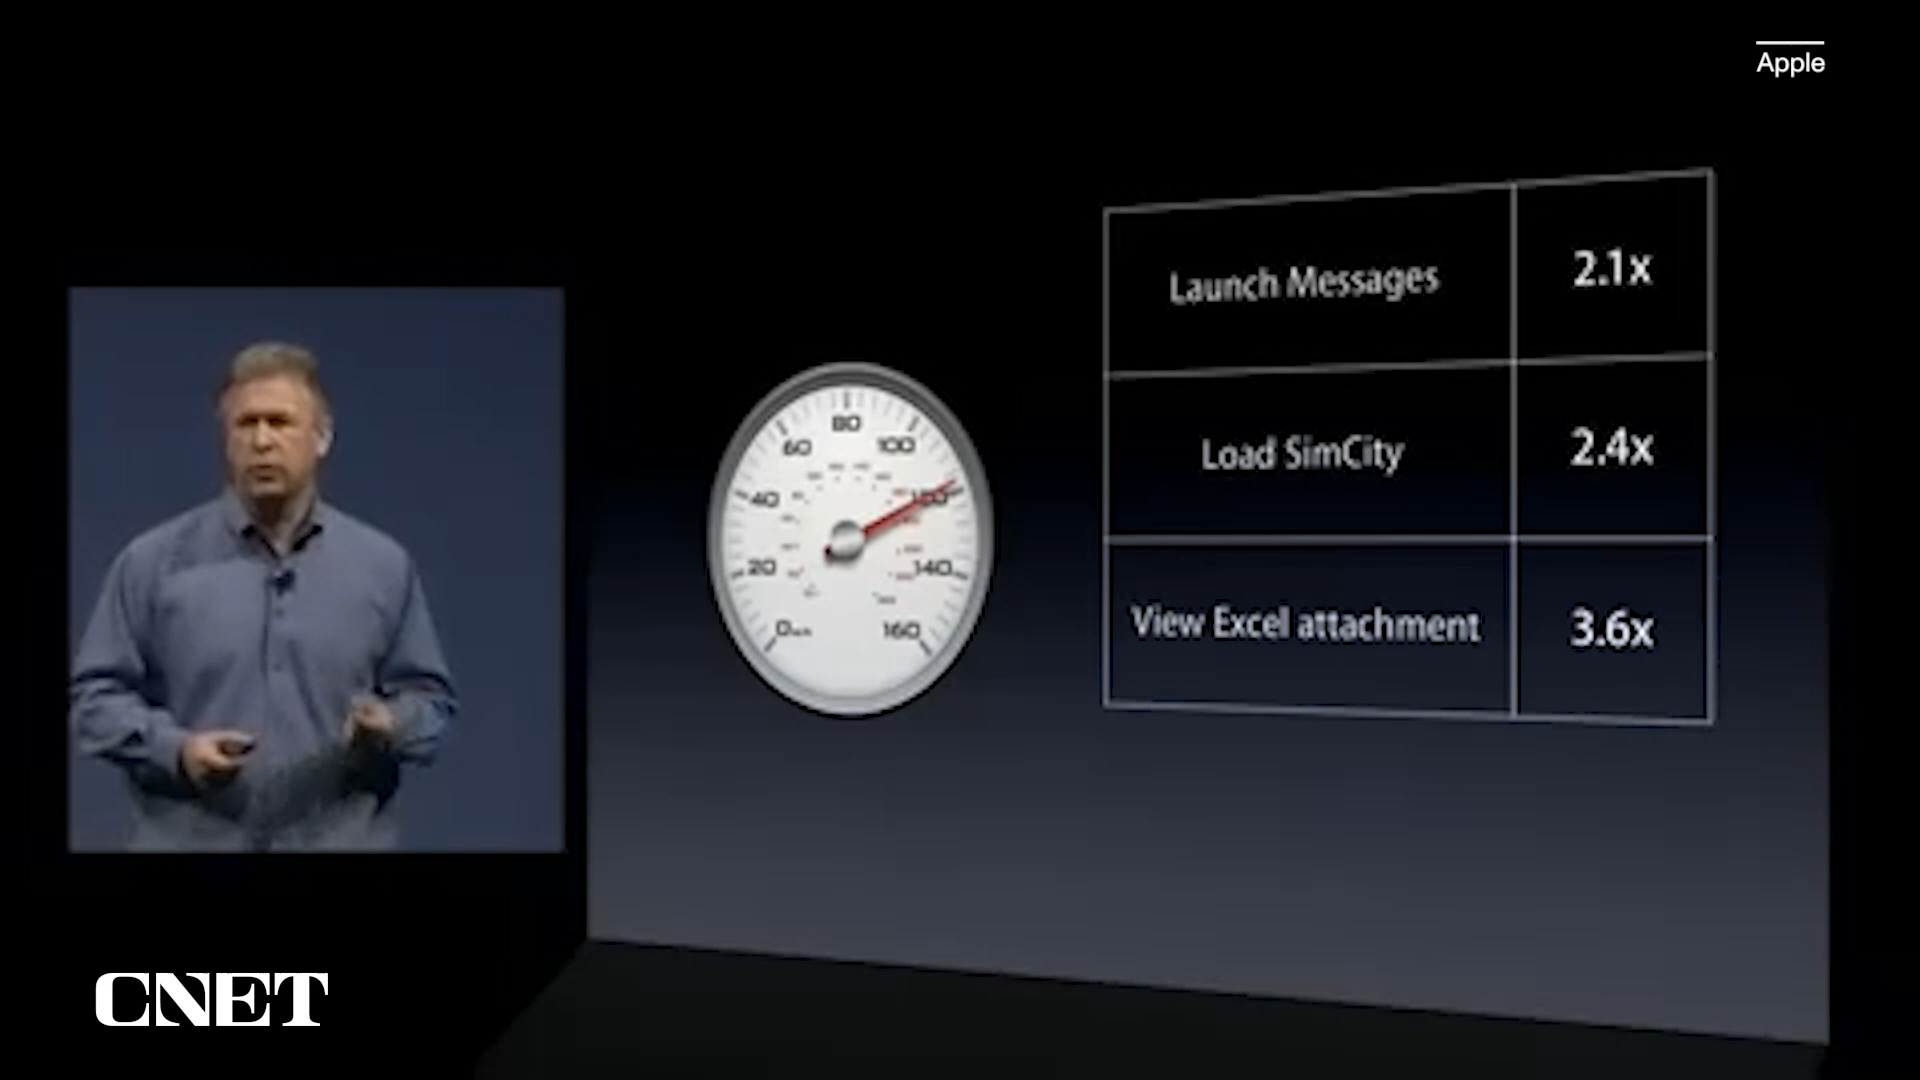 Apple
Launch Messages 2.1x
Load SimCity 2.4x
View Excel attachment 3.6x
0
20
40
60
80
100
140
160
CNET